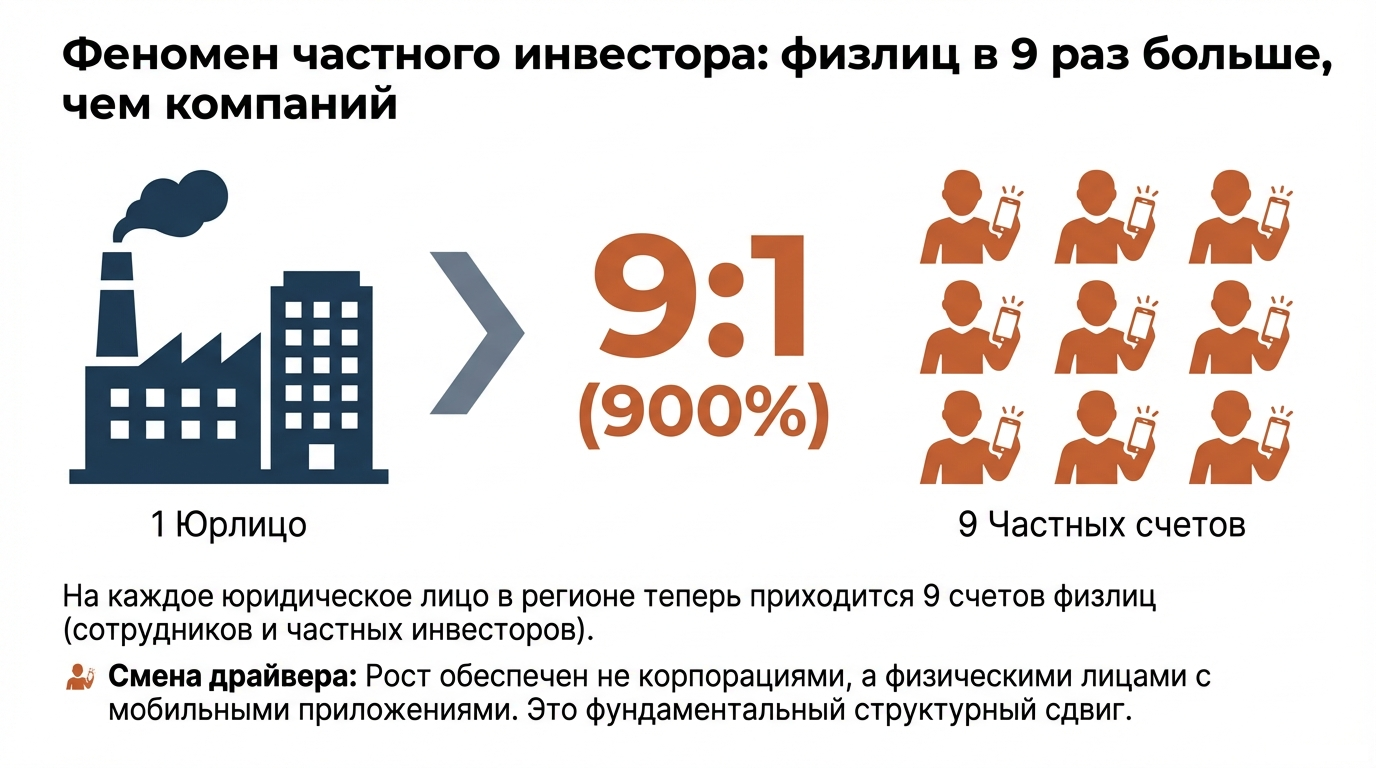 Феномен частного инвестора: физлиц в 9 раз больше,
чем компаний
9:1
(900%)
1 Юрлицо
9 Частных счетов
На каждое юридическое лицо в регионе теперь приходится 9 счетов физлиц
(сотрудников и частных инвесторов).
Смена драйвера: Рост обеспечен не корпорациями, а физическими лицами с
мобильными приложениями. Это фундаментальный структурный сдвиг.